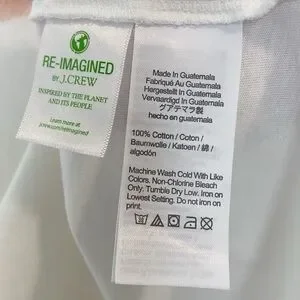 RE-IMAGINED
BY J.CREW
INSPIRED BY THE PLANET
AND ITS PEOPLE
Learn more at
jcrew.com/reimagined
Made In Guatemala
Fabriqué Au Guatemala
Hergestellt In Guatemala
Vervaardigd In Guatemala
グアテマラ製
hecho en guatemala
100% Cotton / Coton /
Baumwolle / Katoen / 綿 /
algodón
Machine Wash Cold With Like
Colors. Non-Chlorine Bleach
Only. Tumble Dry Low. Iron on
Lowest Setting. Do not iron on
print.